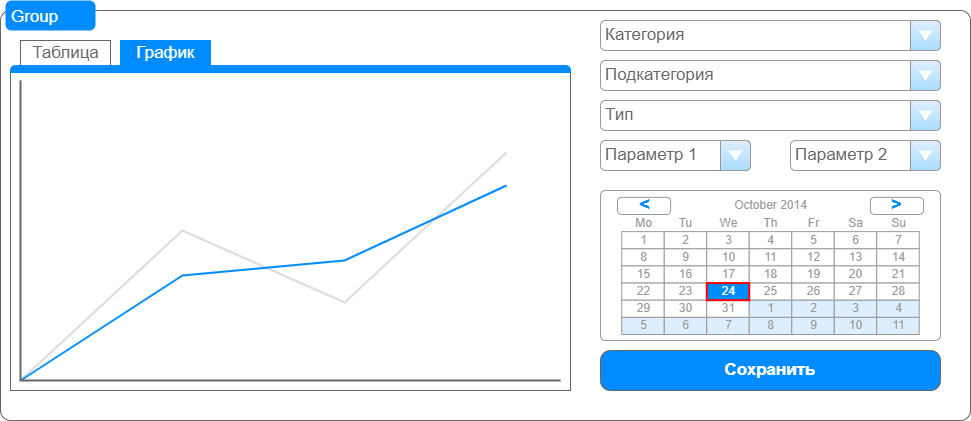 Group
Таблица График
Категория
Подкатегория
Тип
Параметр 1 Параметр 2
< October 2014 >
Mo Tu We Th Fr Sa Su
1 2 3 4 5 6 7
8 9 10 11 12 13 14
15 16 17 18 19 20 21
22 23 24 25 26 27 28
29 30 31 1 2 3 4
5 6 7 8 9 10 11
Сохранить